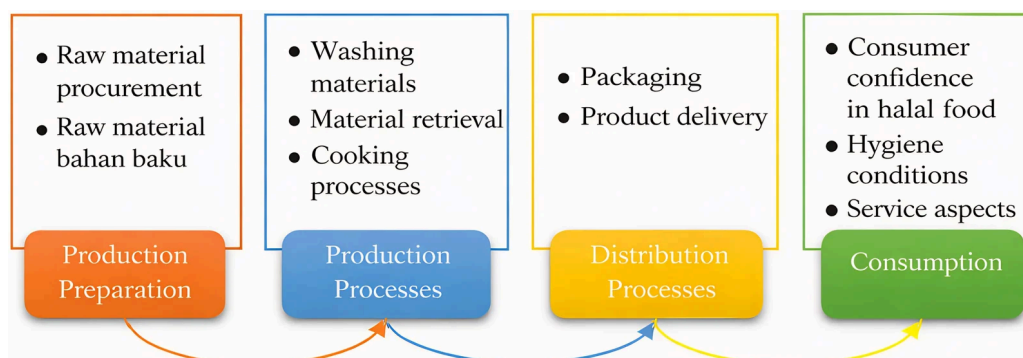 ● Raw material
procurement
● Raw material
bahan baku
Production
Preparation
● Washing
materials
● Material retrieval
● Cooking
processes
Production
Processes
● Packaging
● Product delivery
Distribution
Processes
● Consumer
confidence
in halal food
● Hygiene
conditions
● Service aspects
Consumption